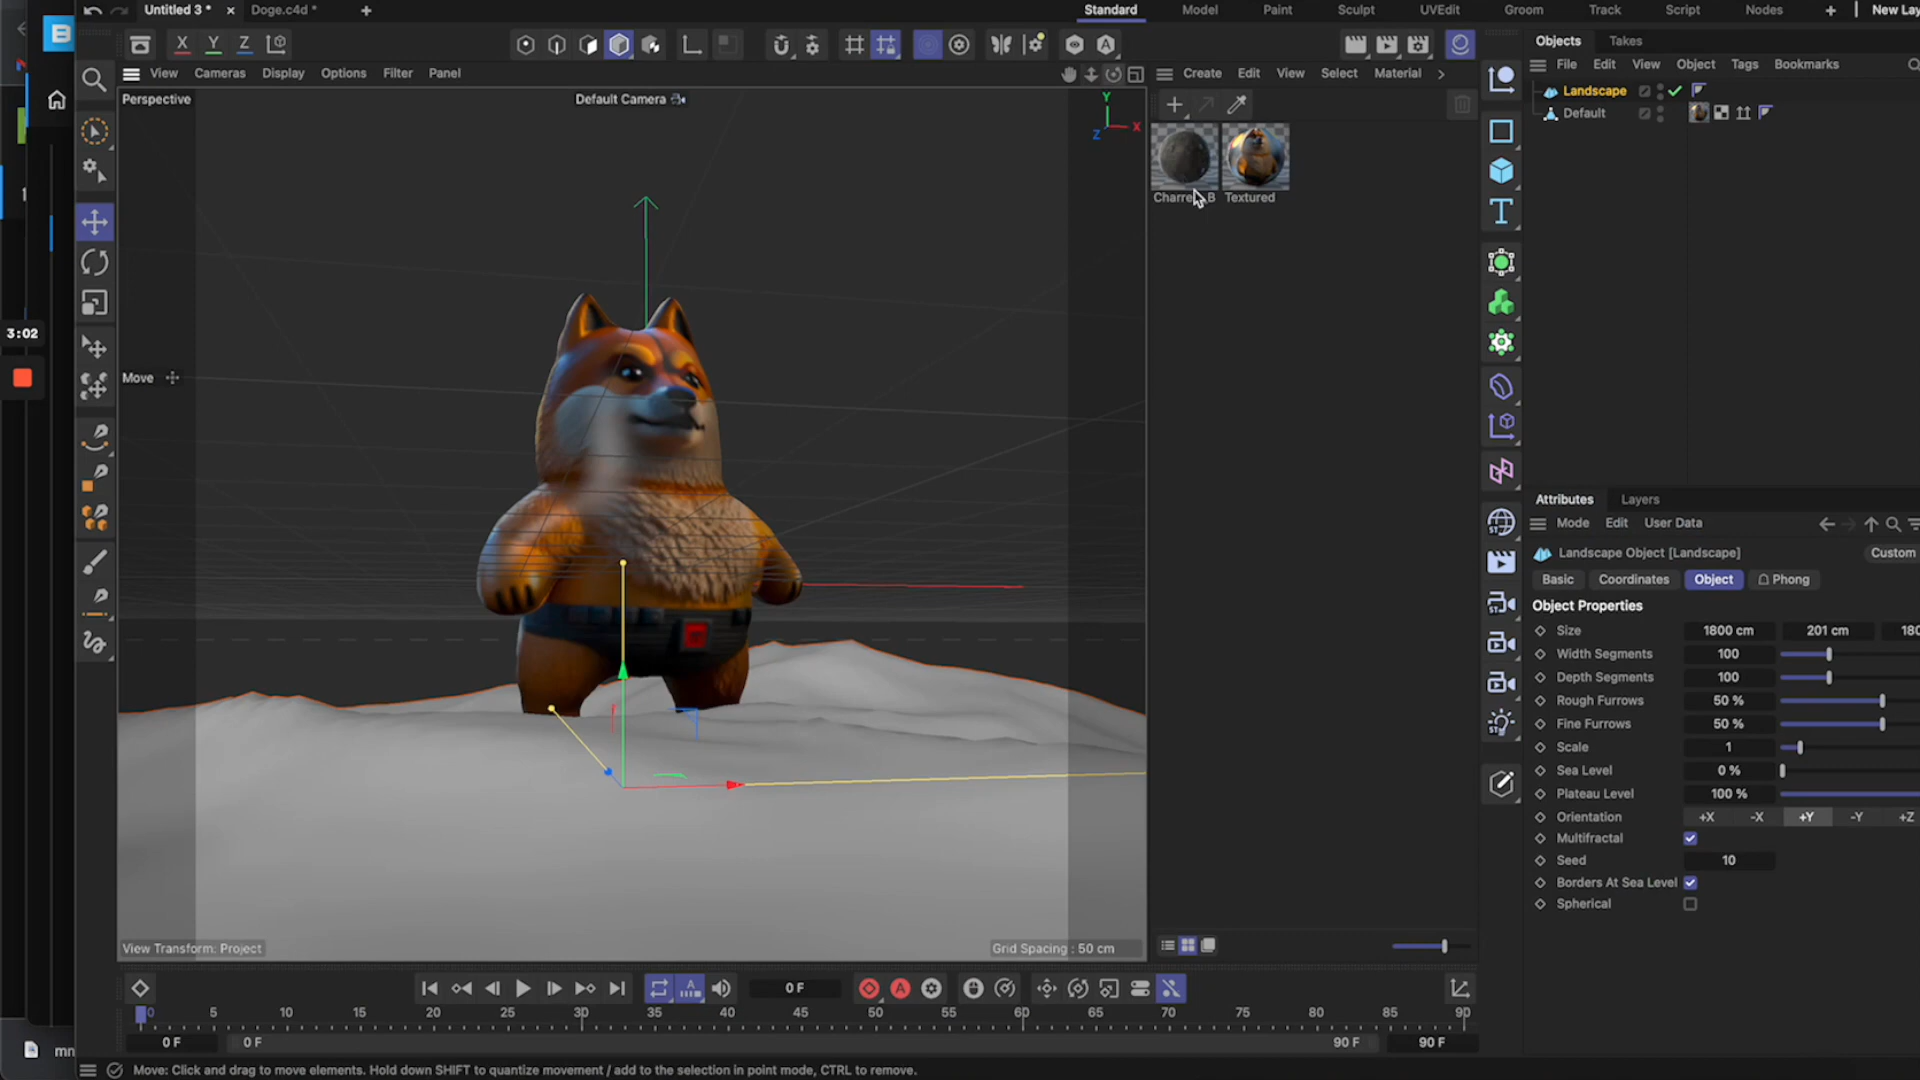 Untitled 3 *
Doge.c4d *
Standard
Model
Paint
Sculpt
UVEdit
Groom
Track
Script
Nodes
New Lay
X
Y
Z
Objects
Takes
View
Cameras
Display
Options
Filter
Panel
Create
Edit
View
Select
Material
File
Edit
View
Object
Tags
Bookmarks
Perspective
Default Camera
Y
X
Z
Landscape
Default
Textured
3:02
Move
Attributes
Layers
Mode
Edit
User Data
Landscape Object [Landscape]
Custom
Basic
Coordinates
Object
Phong
Object Properties
Size 1800 cm 201 cm 180
Width Segments 100
Depth Segments 100
Rough Furrows 50 %
Fine Furrows 50 %
Scale 1
Sea Level 0 %
Plateau Level 100 %
Orientation +X -X +Y -Y +Z
Multifractal
Seed 10
Borders At Sea Level
Spherical
View Transform: Project
Grid Spacing : 50 cm
0 F
0 5 10 15 20 25 30 35 40 45 50 55 60 65 70 75 80 85 90
0 F
0 F
90 F
90 F
mn
Move: Click and drag to move elements. Hold down SHIFT to quantize movement / add to the selection in point mode, CTRL to remove.